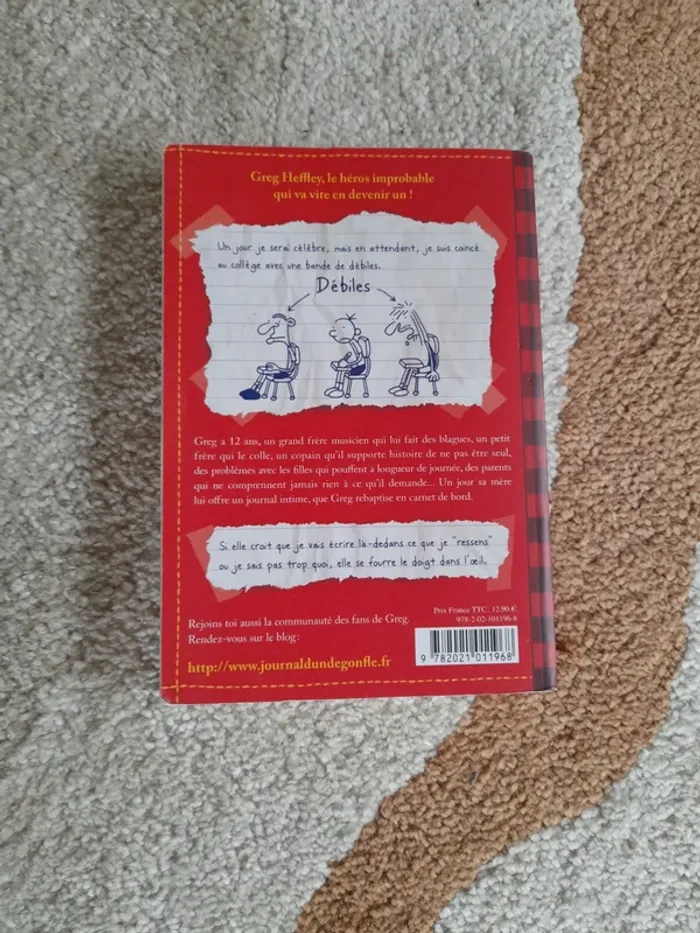 Greg Heffley, le héros improbable
qui va vite en devenir un !
Un jour je serai célèbre, mais en attendant, je suis coincé
au collège avec une bande de débiles.
Débiles
Greg a 12 ans, un grand frère musicien qui lui fait des blagues, un petit
frère qui le colle, un copain qu'il supporte histoire de ne pas être seul,
des problèmes avec les filles qui pouffent à longueur de journée, des parents
qui ne comprennent jamais rien à ce qu'il demande... Un jour sa mère
lui offre un journal intime, que Greg rebaptise en carnet de bord.
Si elle croit que je vais écrire là-dedans ce que je "ressens"
ou je sais pas trop quoi, elle se fourre le doigt dans l'œil.
Rejoins toi aussi la communauté des fans de Greg.
Rendez-vous sur le blog :
http://www.journaldundegonfle.fr
Prix France TTC : 12.90 €
978-2-02-101196-8
9 782021 011968